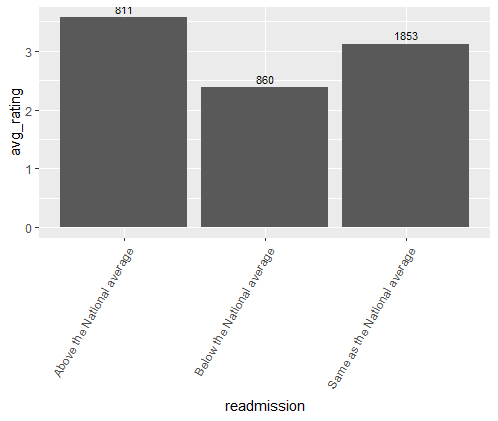 811
860
1853
avg_rating
3
2
1
0
Above the National average
Below the National average
Same as the National average
readmission